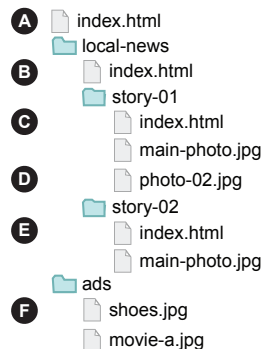 A index.html
local-news
B index.html
story-01
C index.html
main-photo.jpg
D photo-02.jpg
story-02
E index.html
main-photo.jpg
ads
F shoes.jpg
movie-a.jpg